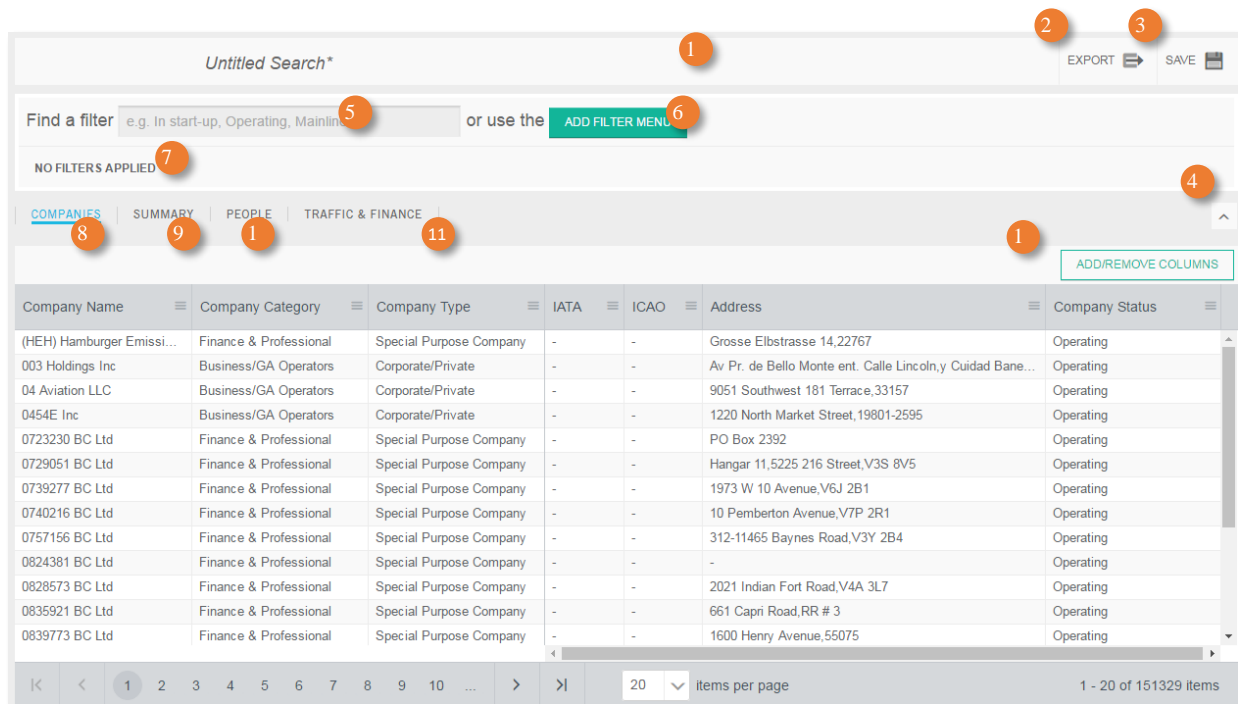 2 3
1
Untitled Search* EXPORT SAVE
Find a filter e.g. In start-up, Operating, Mainlin 5 or use the ADD FILTER MENU 6
NO FILTERS APPLIED 7
4
COMPANIES SUMMARY PEOPLE TRAFFIC & FINANCE
8 9 1 11 1
ADD/REMOVE COLUMNS
Company Name Company Category Company Type IATA ICAO Address Company Status
(HEH) Hamburger Emissi... Finance & Professional Special Purpose Company - - Grosse Elbstrasse 14,22767 Operating
003 Holdings Inc Business/GA Operators Corporate/Private - - Av Pr. de Bello Monte ent. Calle Lincoln,y Cuidad Bane... Operating
04 Aviation LLC Business/GA Operators Corporate/Private - - 9051 Southwest 181 Terrace,33157 Operating
0454E Inc Business/GA Operators Corporate/Private - - 1220 North Market Street,19801-2595 Operating
0723230 BC Ltd Finance & Professional Special Purpose Company - - PO Box 2392 Operating
0729051 BC Ltd Finance & Professional Special Purpose Company - - Hangar 11,5225 216 Street,V3S 8V5 Operating
0739277 BC Ltd Finance & Professional Special Purpose Company - - 1973 W 10 Avenue,V6J 2B1 Operating
0740216 BC Ltd Finance & Professional Special Purpose Company - - 10 Pemberton Avenue,V7P 2R1 Operating
0757156 BC Ltd Finance & Professional Special Purpose Company - - 312-11465 Baynes Road,V3Y 2B4 Operating
0824381 BC Ltd Finance & Professional Special Purpose Company - - - Operating
0828573 BC Ltd Finance & Professional Special Purpose Company - - 2021 Indian Fort Road,V4A 3L7 Operating
0835921 BC Ltd Finance & Professional Special Purpose Company - - 661 Capri Road,RR # 3 Operating
0839773 BC Ltd Finance & Professional Special Purpose Company - - 1600 Henry Avenue,55075 Operating
1 2 3 4 5 6 7 8 9 10 ... 20 items per page 1 - 20 of 151329 items